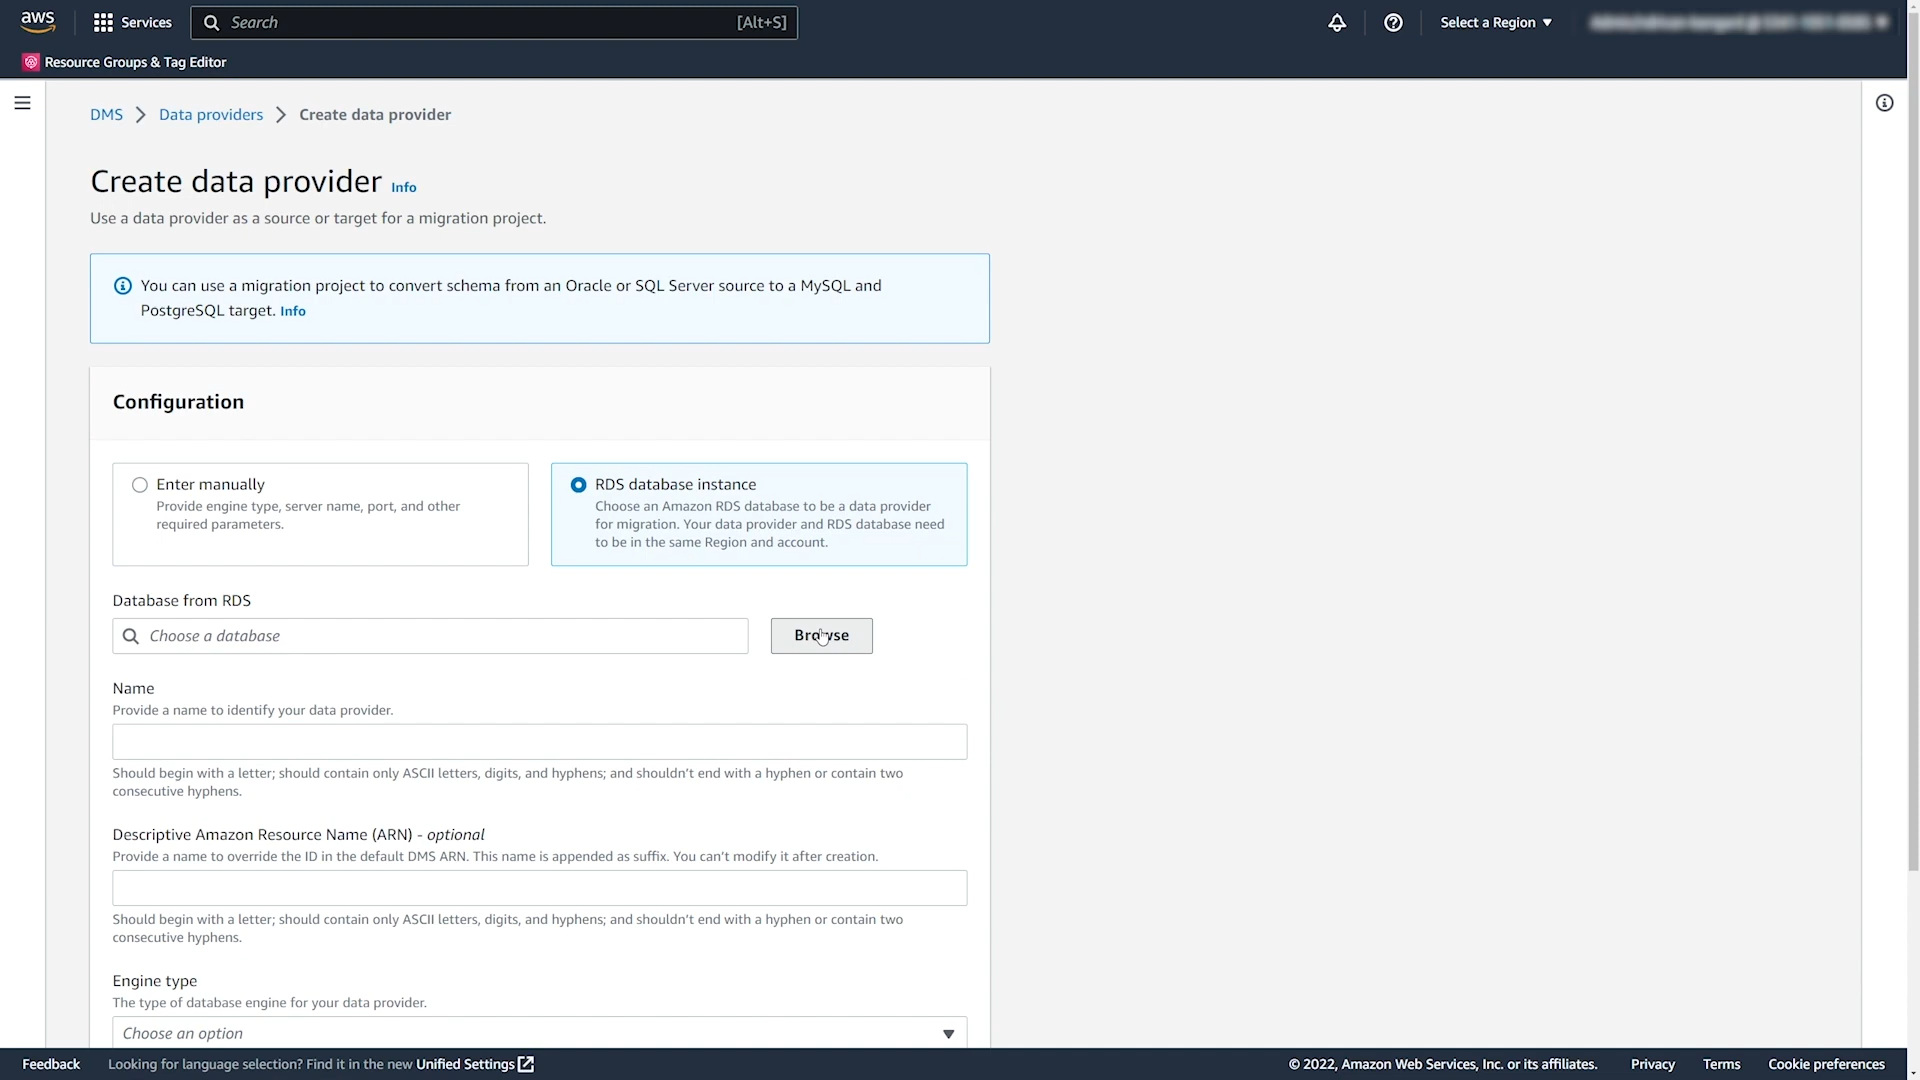 aws
Services
Search
[Alt+S]
Select a Region
Resource Groups & Tag Editor
DMS
Data providers
Create data provider
Create data provider Info
Use a data provider as a source or target for a migration project.
You can use a migration project to convert schema from an Oracle or SQL Server source to a MySQL and
PostgreSQL target. Info
Configuration
Enter manually
Provide engine type, server name, port, and other
required parameters.
RDS database instance
Choose an Amazon RDS database to be a data provider
for migration. Your data provider and RDS database need
to be in the same Region and account.
Database from RDS
Choose a database
Browse
Name
Provide a name to identify your data provider.
Should begin with a letter; should contain only ASCII letters, digits, and hyphens; and shouldn't end with a hyphen or contain two
consecutive hyphens.
Descriptive Amazon Resource Name (ARN) - optional
Provide a name to override the ID in the default DMS ARN. This name is appended as suffix. You can't modify it after creation.
Should begin with a letter; should contain only ASCII letters, digits, and hyphens; and shouldn't end with a hyphen or contain two
consecutive hyphens.
Engine type
The type of database engine for your data provider.
Choose an option
Feedback
Looking for language selection? Find it in the new Unified Settings
© 2022, Amazon Web Services, Inc. or its affiliates.
Privacy
Terms
Cookie preferences